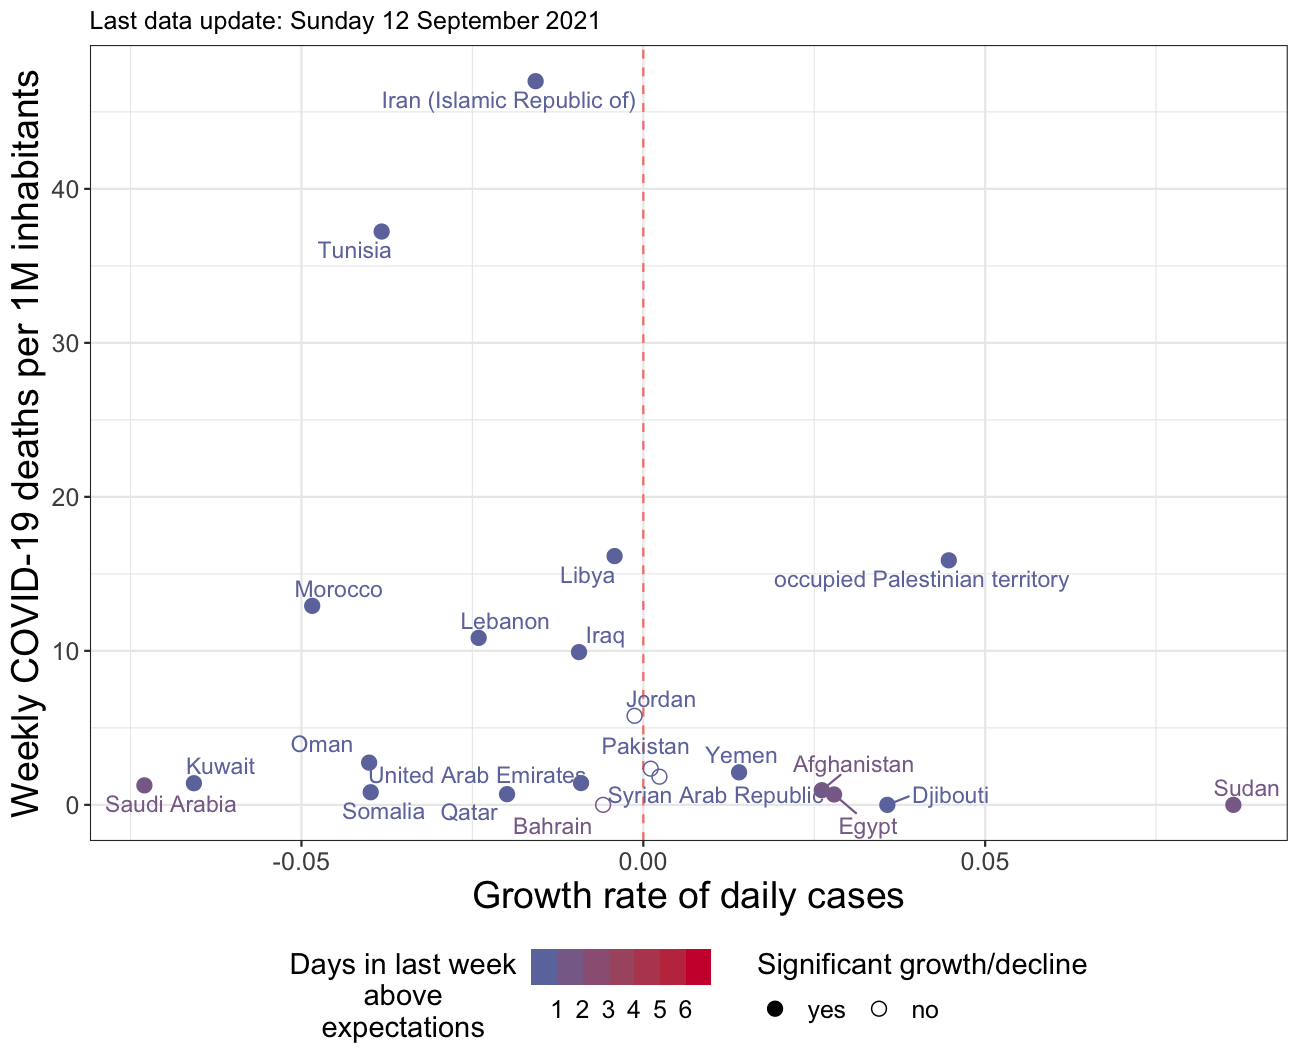 Last data update: Sunday 12 September 2021
Weekly COVID-19 deaths per 1M inhabitants
40
30
20
10
0
Iran (Islamic Republic of)
Tunisia
Libya
occupied Palestinian territory
Morocco
Lebanon
Iraq
Jordan
Oman
Pakistan
Yemen
Kuwait
United Arab Emirates
Afghanistan
Saudi Arabia
Somalia
Qatar
Syrian Arab Republic
Djibouti
Sudan
Bahrain
Egypt
-0.05
0.00
0.05
Growth rate of daily cases
Days in last week
above
expectations
1 2 3 4 5 6
Significant growth/decline
yes no